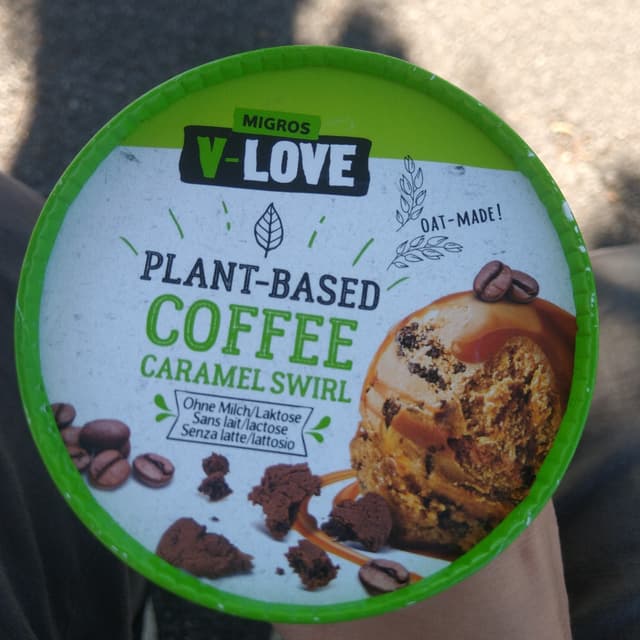 MIGROS
V-LOVE
OAT-MADE!
PLANT-BASED
COFFEE
CARAMEL SWIRL
Ohne Milch/Laktose
Sans lait/lactose
Senza latte/lattosio